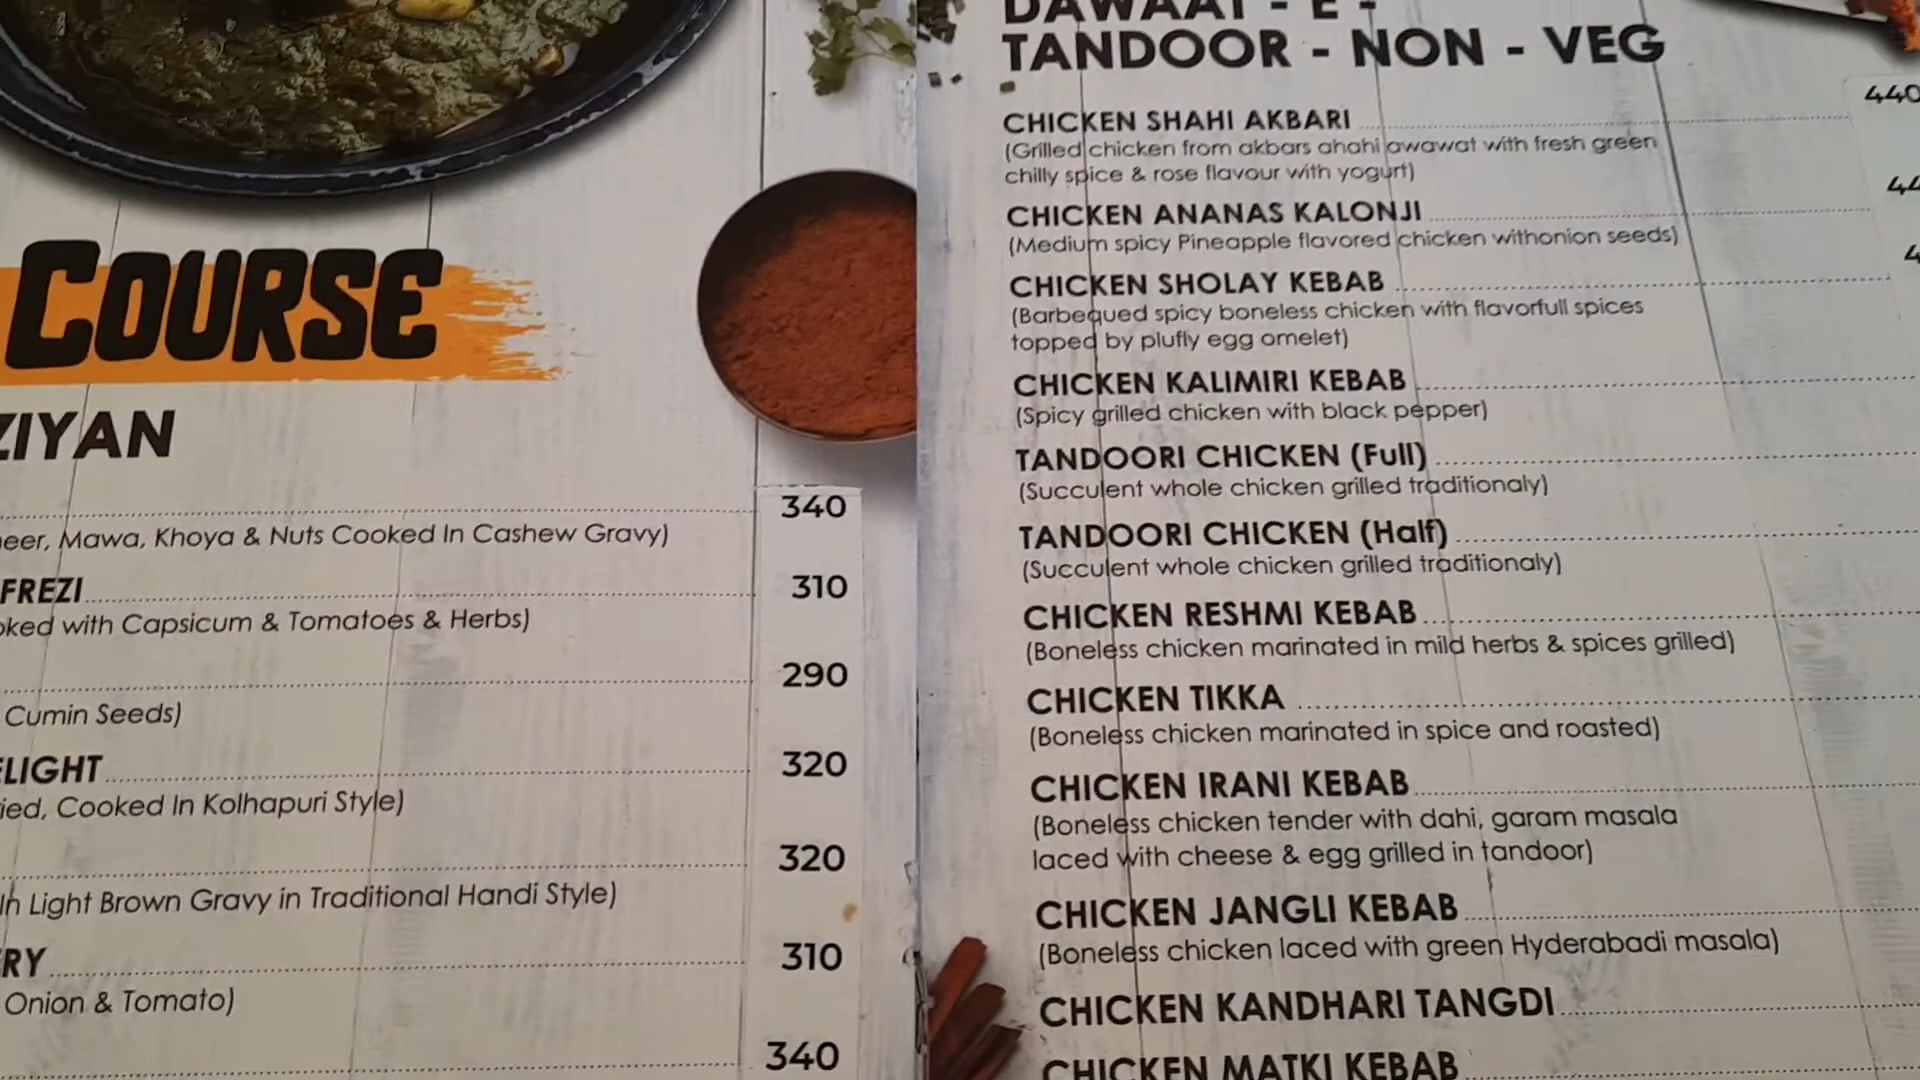 COURSE
ZIYAN
340
eer, Mawa, Khoya & Nuts Cooked In Cashew Gravy)
FREZI 310
oked with Capsicum & Tomatoes & Herbs)
290
Cumin Seeds)
ELIGHT 320
ied, Cooked In Kolhapuri Style)
320
In Light Brown Gravy in Traditional Handi Style)
RY 310
Onion & Tomato)
340
DAWAAT - E -
TANDOOR - NON - VEG
CHICKEN SHAHI AKBARI 440
(Grilled chicken from akbars ahahi awawat with fresh green
chilly spice & rose flavour with yogurt)
CHICKEN ANANAS KALONJI 44
(Medium spicy Pineapple flavored chicken withonion seeds)
CHICKEN SHOLAY KEBAB 4
(Barbequed spicy boneless chicken with flavorfull spices
topped by plufly egg omelet)
CHICKEN KALIMIRI KEBAB
(Spicy grilled chicken with black pepper)
TANDOORI CHICKEN (Full)
(Succulent whole chicken grilled traditionaly)
TANDOORI CHICKEN (Half)
(Succulent whole chicken grilled traditionaly)
CHICKEN RESHMI KEBAB
(Boneless chicken marinated in mild herbs & spices grilled)
CHICKEN TIKKA
(Boneless chicken marinated in spice and roasted)
CHICKEN IRANI KEBAB
(Boneless chicken tender with dahi, garam masala
laced with cheese & egg grilled in tandoor)
CHICKEN JANGLI KEBAB
(Boneless chicken laced with green Hyderabadi masala)
CHICKEN KANDHARI TANGDI
CHICKEN MATKI KEBAB